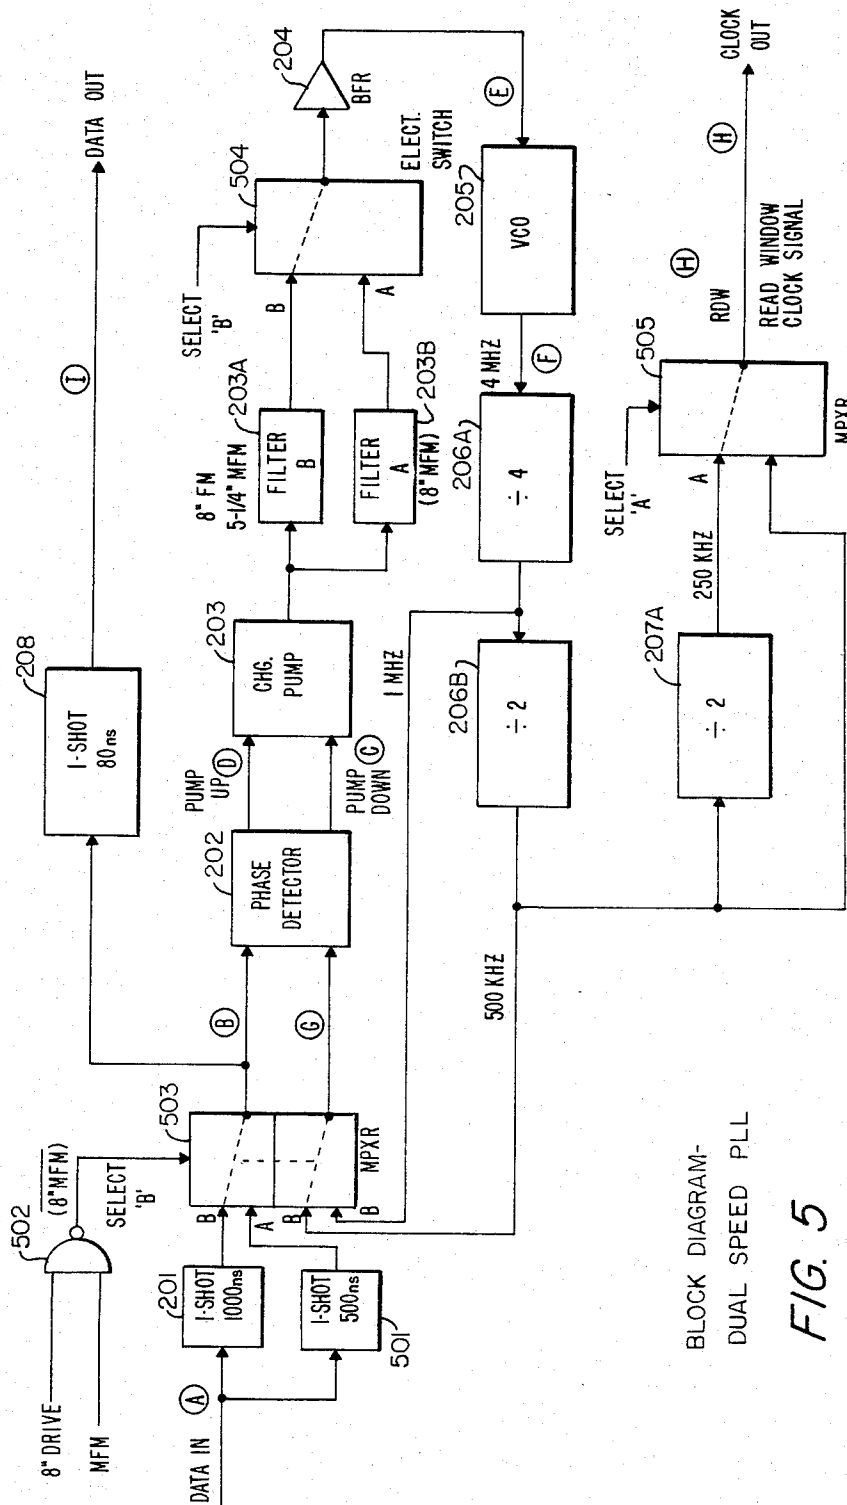 8" DRIVE
MFM
502
(8"MFM)
SELECT
'B'
DATA IN
A
201
1-SHOT
1000ns
1-SHOT
500ns
501
503
B
A
B
B
MPXR
B
G
208
1-SHOT
80ns
I
DATA OUT
202
PHASE
DETECTOR
PUMP
UP D
PUMP C
DOWN
203
CHG.
PUMP
8" FM
5-1/4" MFM
203A
FILTER
B
203B
FILTER
A
(8"MFM)
SELECT
'B'
B
A
504
ELECT.
SWITCH
204
BFR
E
205
VCO
F
4 MHZ
206A
÷ 4
1 MHZ
206B
÷ 2
500 KHZ
207A
÷ 2
250 KHZ
SELECT
'A'
A
505
MPXR
RDW
H
READ WINDOW
CLOCK SIGNAL
H
CLOCK
OUT
BLOCK DIAGRAM-
DUAL SPEED PLL
FIG. 5